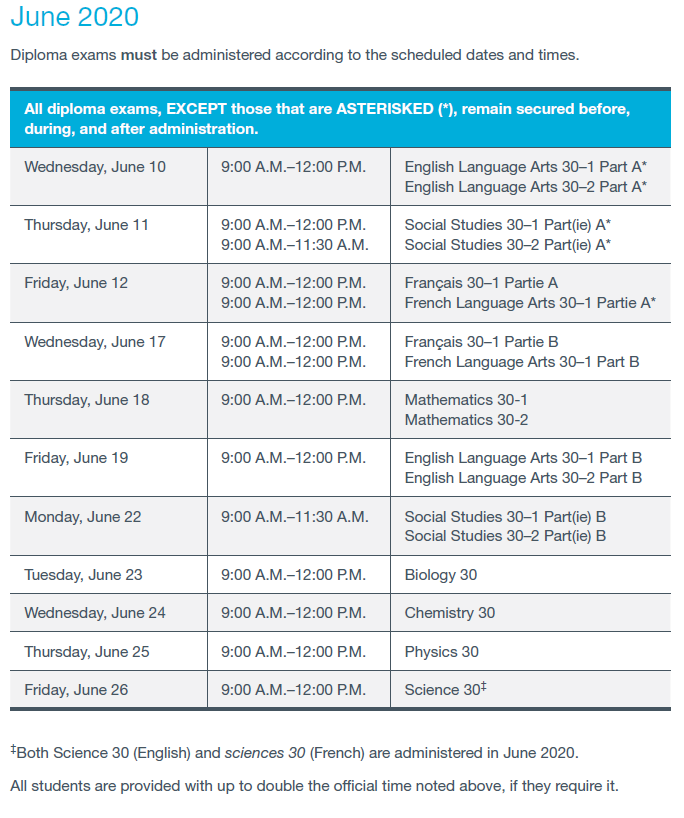 June 2020
Diploma exams must be administered according to the scheduled dates and times.
All diploma exams, EXCEPT those that are ASTERISKED (*), remain secured before,
during, and after administration.
Wednesday, June 10 9:00 A.M.–12:00 P.M. English Language Arts 30–1 Part A*
English Language Arts 30–2 Part A*
Thursday, June 11 9:00 A.M.–12:00 P.M. Social Studies 30–1 Part(ie) A*
9:00 A.M.–11:30 A.M. Social Studies 30–2 Part(ie) A*
Friday, June 12 9:00 A.M.–12:00 P.M. Français 30–1 Partie A
9:00 A.M.–12:00 P.M. French Language Arts 30–1 Partie A*
Wednesday, June 17 9:00 A.M.–12:00 P.M. Français 30–1 Partie B
9:00 A.M.–12:00 P.M. French Language Arts 30–1 Part B
Thursday, June 18 9:00 A.M.–12:00 P.M. Mathematics 30-1
Mathematics 30-2
Friday, June 19 9:00 A.M.–12:00 P.M. English Language Arts 30–1 Part B
English Language Arts 30–2 Part B
Monday, June 22 9:00 A.M.–11:30 A.M. Social Studies 30–1 Part(ie) B
Social Studies 30–2 Part(ie) B
Tuesday, June 23 9:00 A.M.–12:00 P.M. Biology 30
Wednesday, June 24 9:00 A.M.–12:00 P.M. Chemistry 30
Thursday, June 25 9:00 A.M.–12:00 P.M. Physics 30
Friday, June 26 9:00 A.M.–12:00 P.M. Science 30‡
‡Both Science 30 (English) and sciences 30 (French) are administered in June 2020.
All students are provided with up to double the official time noted above, if they require it.